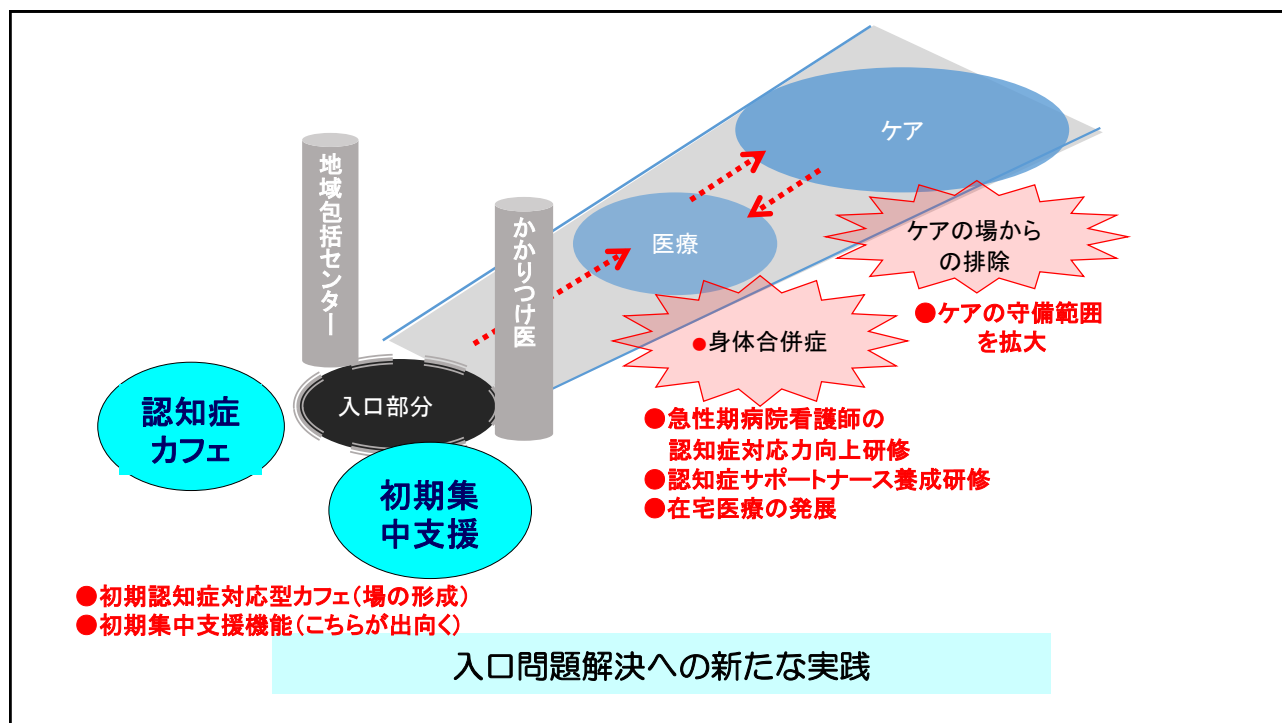 ケア
地域包括センター
かかりつけ医
医療
ケアの場から
の排除
●ケアの守備範囲
を拡大
●身体合併症
入口部分
認知症
カフェ
●急性期病院看護師の
認知症対応力向上研修
●認知症サポートナース養成研修
●在宅医療の発展
初期集
中支援
●初期認知症対応型カフェ(場の形成)
●初期集中支援機能(こちらが出向く)
入口問題解決への新たな実践